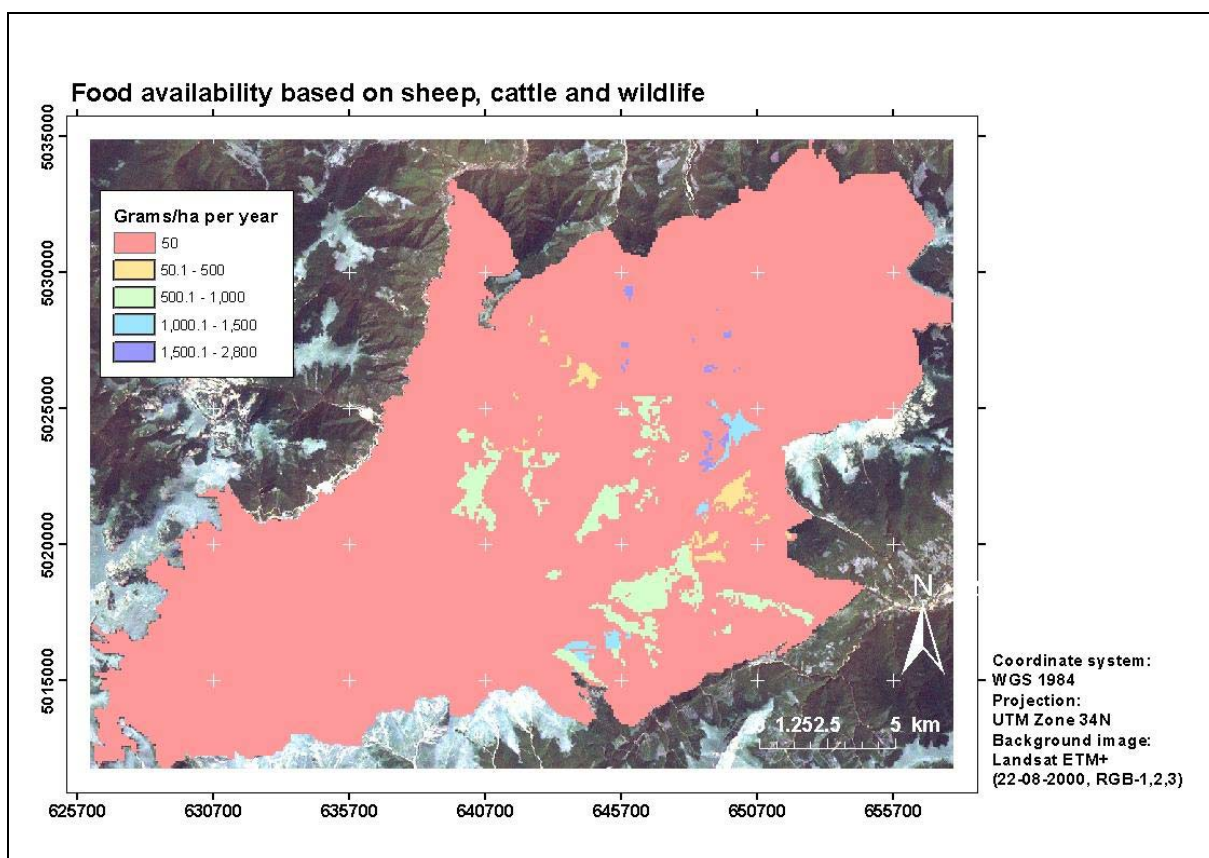 Food availability based on sheep, cattle and wildlife
5035000
5030000
5025000
5020000
5015000
Grams/ha per year
50
50.1 - 500
500.1 - 1,000
1,000.1 - 1,500
1,500.1 - 2,800
N
0 1.252.5 5 km
625700 630700 635700 640700 645700 650700 655700
Coordinate system:
WGS 1984
Projection:
UTM Zone 34N
Background image:
Landsat ETM+
(22-08-2000, RGB-1,2,3)